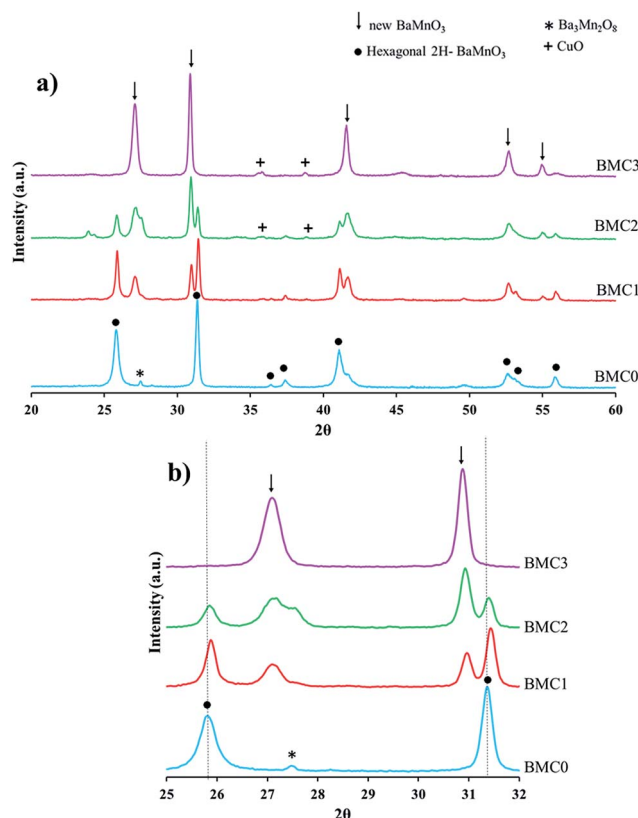 ↓ new BaMnO₃ * Ba₃Mn₂O₈
● Hexagonal 2H- BaMnO₃ + CuO
a)
Intensity (a.u.)
BMC3
BMC2
BMC1
BMC0
20 25 30 35 40 45 50 55 60
2θ
b)
Intensity (a.u.)
BMC3
BMC2
BMC1
BMC0
25 26 27 28 29 30 31 32
2θ